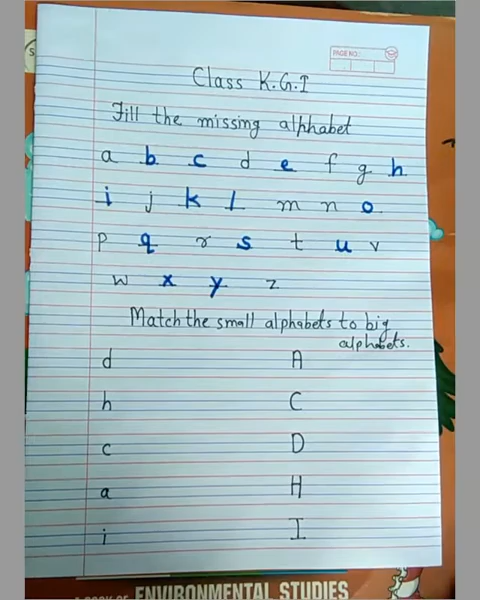 PAGE NO.:
Class K.G.I
Fill the missing alphabet
a b c d e f g h
i j k l m n o
p q r s t u v
w x y z
Match the small alphabets to big
alphabets.
d A
h C
c D
a H
i I
ENVIRONMENTAL STUDIES